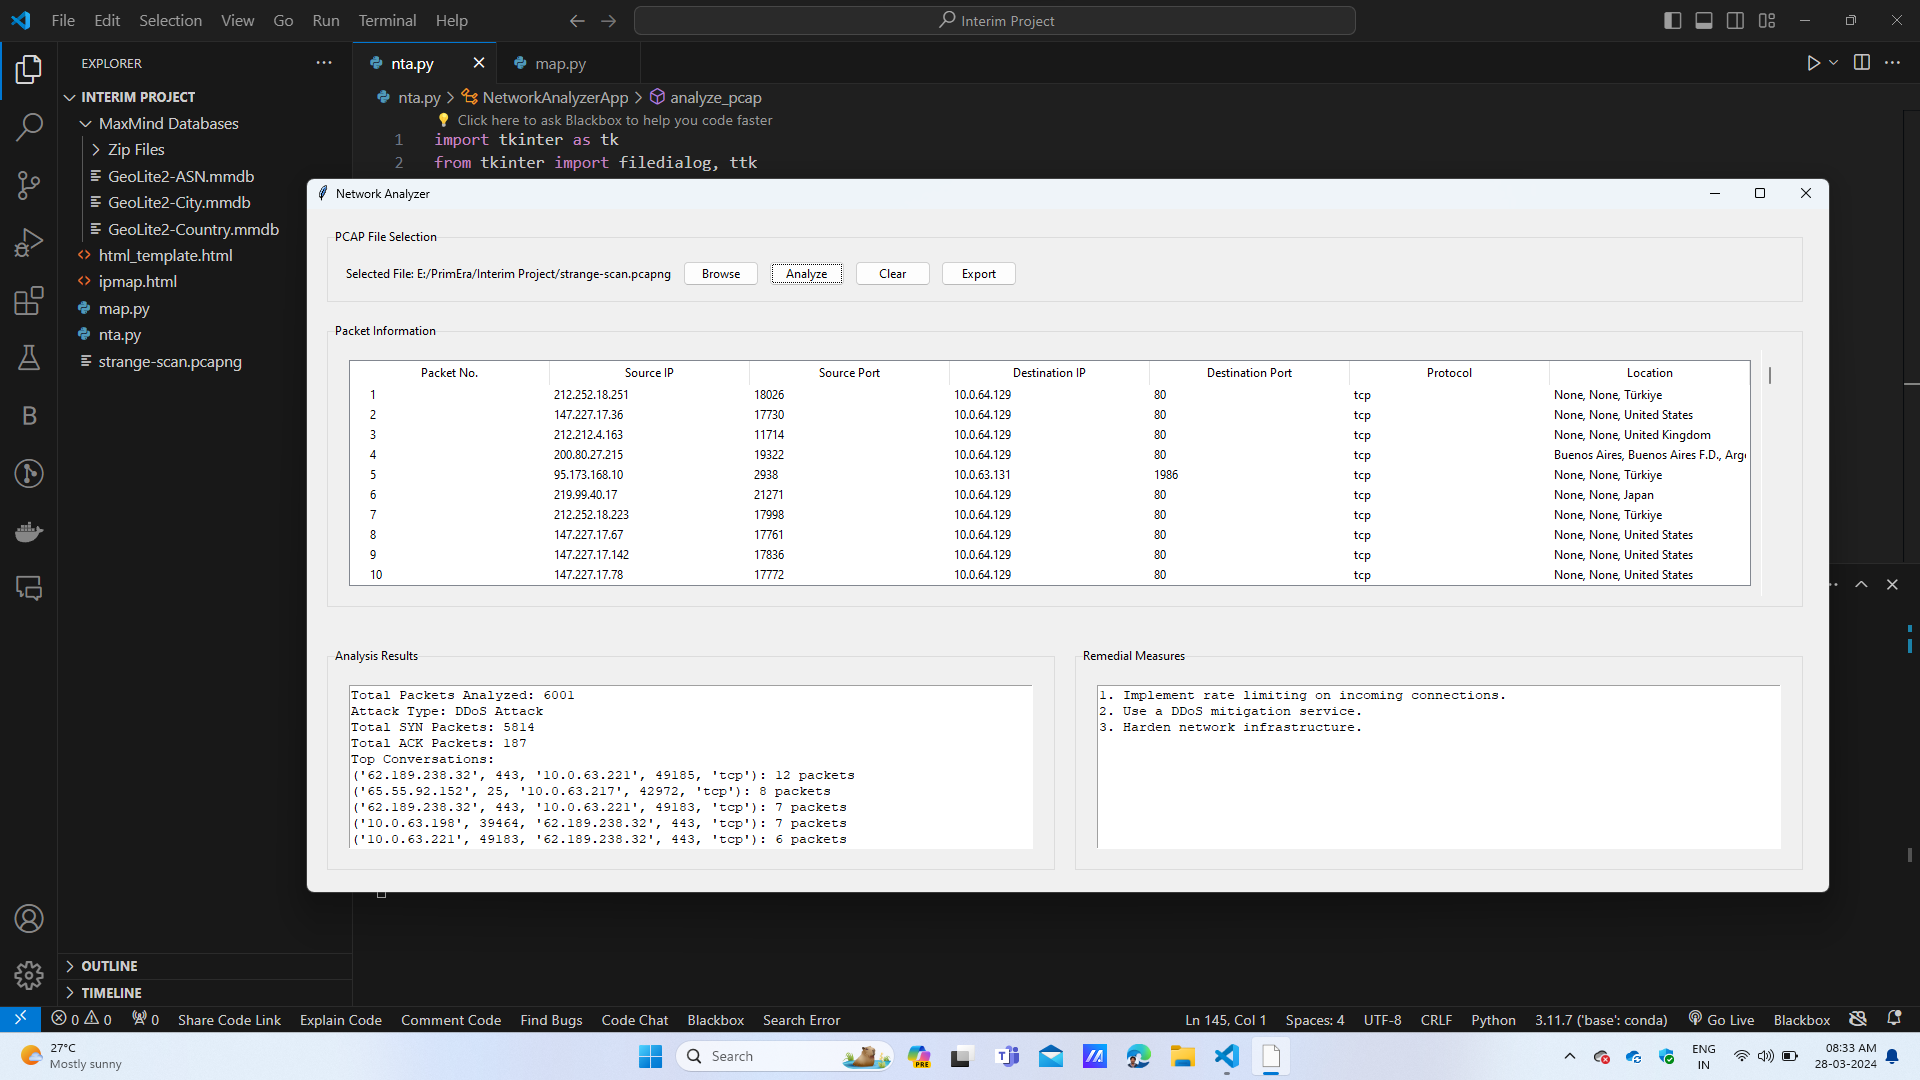 File Edit Selection View Go Run Terminal Help
Interim Project
EXPLORER
INTERIM PROJECT
MaxMind Databases
Zip Files
GeoLite2-ASN.mmdb
GeoLite2-City.mmdb
GeoLite2-Country.mmdb
html_template.html
ipmap.html
map.py
nta.py
strange-scan.pcapng
OUTLINE
TIMELINE
nta.py
map.py
nta.py > NetworkAnalyzerApp > analyze_pcap
Click here to ask Blackbox to help you code faster
1 import tkinter as tk
2 from tkinter import filedialog, ttk
Network Analyzer
PCAP File Selection
Selected File: E:/PrimEra/Interim Project/strange-scan.pcapng Browse Analyze Clear Export
Packet Information
Packet No. Source IP Source Port Destination IP Destination Port Protocol Location
1 212.252.18.251 18026 10.0.64.129 80 tcp None, None, Türkiye
2 147.227.17.36 17730 10.0.64.129 80 tcp None, None, United States
3 212.212.4.163 11714 10.0.64.129 80 tcp None, None, United Kingdom
4 200.80.27.215 19322 10.0.64.129 80 tcp Buenos Aires, Buenos Aires F.D., Arg
5 95.173.168.10 2938 10.0.63.131 1986 tcp None, None, Türkiye
6 219.99.40.17 21271 10.0.64.129 80 tcp None, None, Japan
7 212.252.18.223 17998 10.0.64.129 80 tcp None, None, Türkiye
8 147.227.17.67 17761 10.0.64.129 80 tcp None, None, United States
9 147.227.17.142 17836 10.0.64.129 80 tcp None, None, United States
10 147.227.17.78 17772 10.0.64.129 80 tcp None, None, United States
Analysis Results
Total Packets Analyzed: 6001
Attack Type: DDoS Attack
Total SYN Packets: 5814
Total ACK Packets: 187
Top Conversations:
('62.189.238.32', 443, '10.0.63.221', 49185, 'tcp'): 12 packets
('65.55.92.152', 25, '10.0.63.217', 42972, 'tcp'): 8 packets
('62.189.238.32', 443, '10.0.63.221', 49183, 'tcp'): 7 packets
('10.0.63.198', 39464, '62.189.238.32', 443, 'tcp'): 7 packets
('10.0.63.221', 49183, '62.189.238.32', 443, 'tcp'): 6 packets
Remedial Measures
1. Implement rate limiting on incoming connections.
2. Use a DDoS mitigation service.
3. Harden network infrastructure.
0 0 0 Share Code Link Explain Code Comment Code Find Bugs Code Chat Blackbox Search Error
Ln 145, Col 1 Spaces: 4 UTF-8 CRLF Python 3.11.7 ('base': conda) Go Live Blackbox
27°C
Mostly sunny
Search
PRE
ENG
IN
08:33 AM
28-03-2024